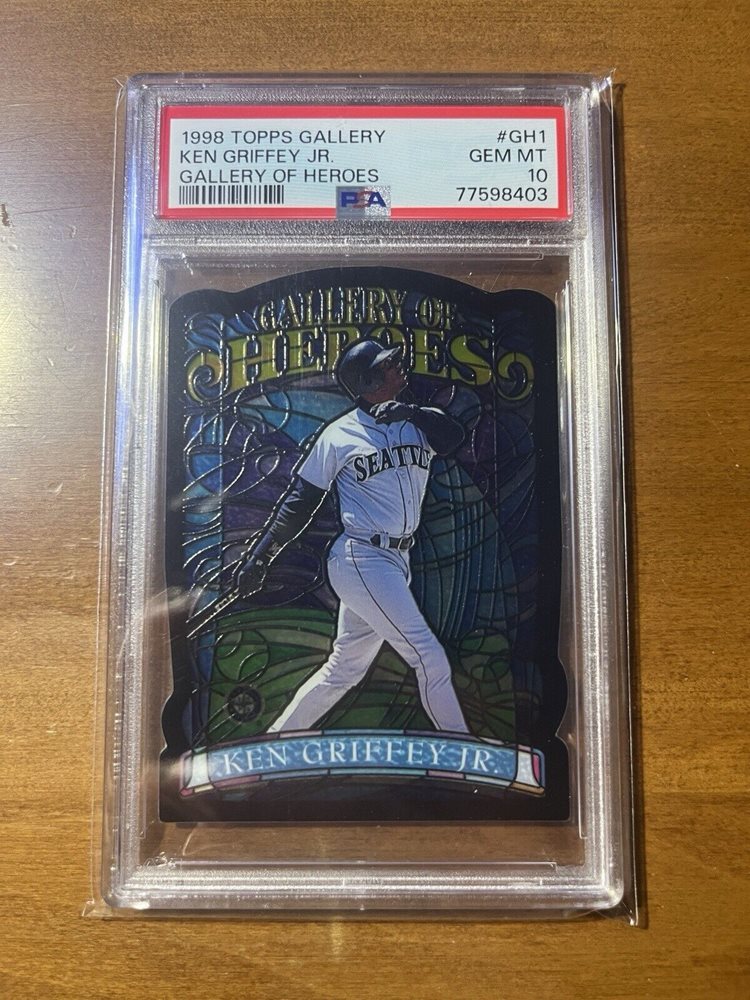 1998 TOPPS GALLERY #GH1
KEN GRIFFEY JR. GEM MT
GALLERY OF HEROES 10
PSA 77598403
GALLERY OF
HEROES
SEATTLE
KEN GRIFFEY JR.